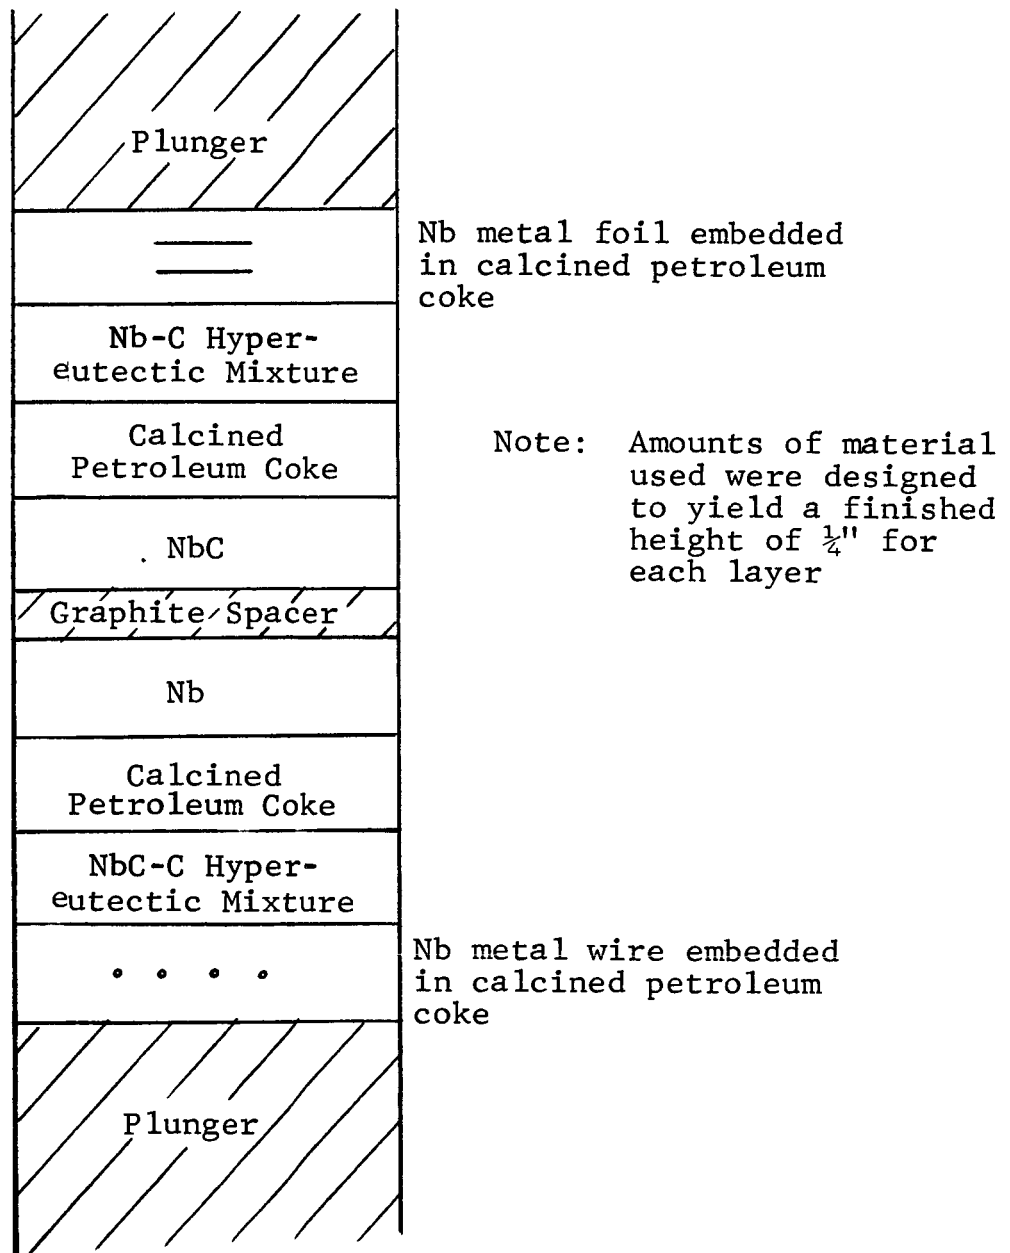 Plunger
Nb metal foil embedded
in calcined petroleum
coke
Nb-C Hyper-
eutectic Mixture
Calcined
Petroleum Coke
Note: Amounts of material
used were designed
to yield a finished
height of ¼" for
each layer
NbC
Graphite Spacer
Nb
Calcined
Petroleum Coke
NbC-C Hyper-
eutectic Mixture
Nb metal wire embedded
in calcined petroleum
coke
Plunger